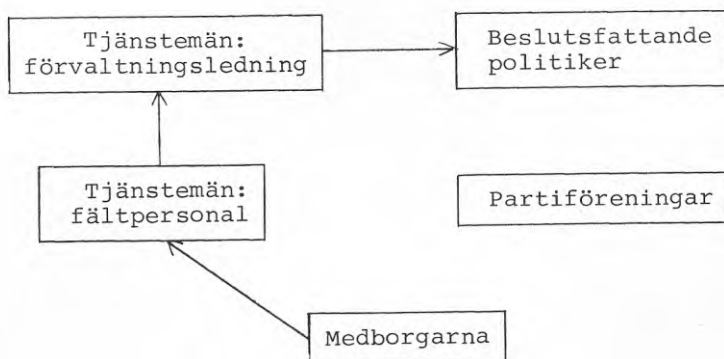 Tjänstemän:
förvaltningsledning
Beslutsfattande
politiker
Tjänstemän:
fältpersonal
Partiföreningar
Medborgarna